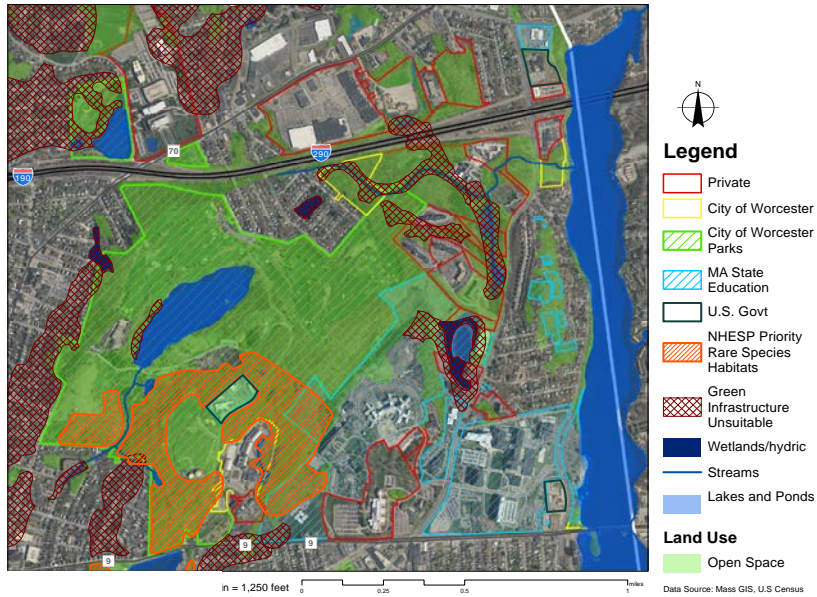 70
290
190
9
9
9
N
Legend
Private
City of Worcester
City of Worcester
Parks
MA State
Education
U.S. Govt
NHESP Priority
Rare Species
Habitats
Green
Infrastructure
Unsuitable
Wetlands/hydric
Streams
Lakes and Ponds
Land Use
Open Space
Data Source: Mass GIS, U.S Census
in = 1,250 feet
0
0.25
0.5
1
miles